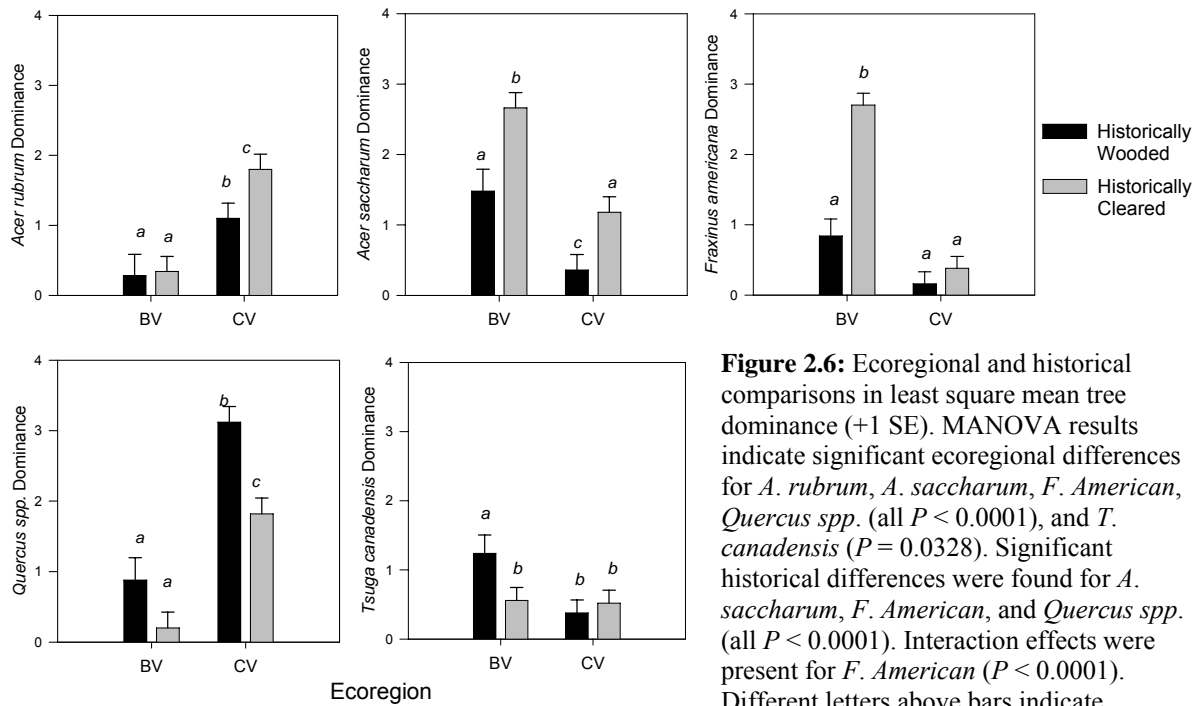 4
3
2
1
0
Acer rubrum Dominance
a
a
b
c
BV
CV
4
3
2
1
0
Acer saccharum Dominance
a
b
c
a
BV
CV
4
3
2
1
0
Fraxinus americana Dominance
a
b
a
a
BV
CV
Historically
Wooded
Historically
Cleared
4
3
2
1
0
Quercus spp. Dominance
a
a
b
c
BV
CV
4
3
2
1
0
Tsuga canadensis Dominance
a
b
b
b
BV
CV
Ecoregion
Figure 2.6: Ecoregional and historical
comparisons in least square mean tree
dominance (+1 SE). MANOVA results
indicate significant ecoregional differences
for A. rubrum, A. saccharum, F. American,
Quercus spp. (all P < 0.0001), and T.
canadensis (P = 0.0328). Significant
historical differences were found for A.
saccharum, F. American, and Quercus spp.
(all P < 0.0001). Interaction effects were
present for F. American (P < 0.0001).
Different letters above bars indicate